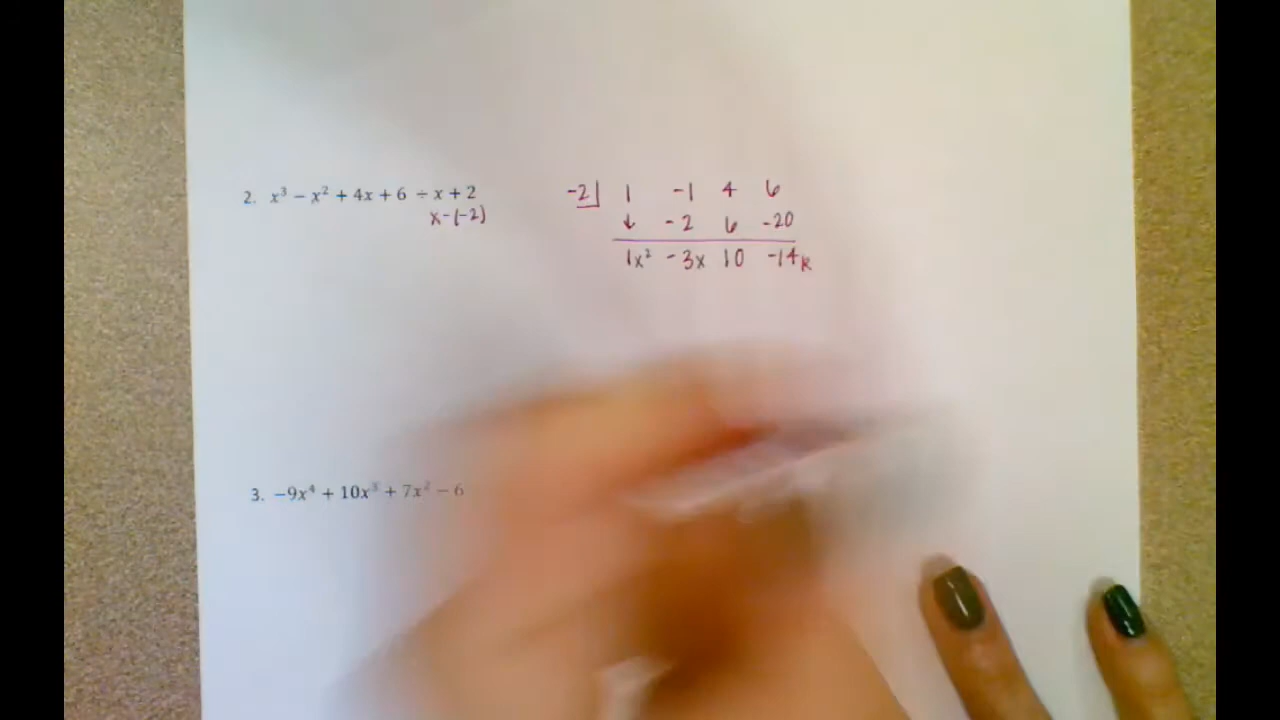 2. x³ − x² + 4x + 6 ÷ x + 2
x-(-2)
-2| 1 -1 4 6
↓ -2 6 -20
1x² -3x 10 -14R
3. −9x⁴ + 10x³ + 7x² − 6